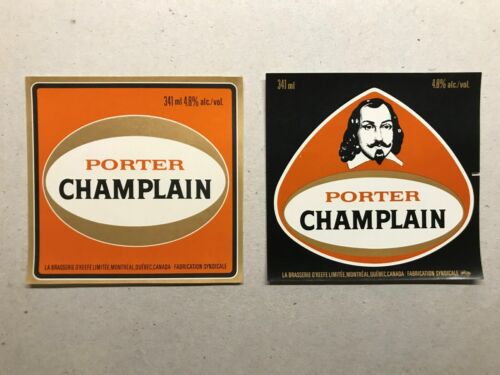 341 ml 4.8% alc./vol.
PORTER
CHAMPLAIN
LA BRASSERIE O'KEEFE LIMITÉE, MONTRÉAL, QUÉBEC, CANADA · FABRICATION SYNDICALE
341 ml 4.8% alc./vol.
PORTER
CHAMPLAIN
LA BRASSERIE O'KEEFE LIMITÉE, MONTRÉAL, QUÉBEC, CANADA · FABRICATION SYNDICALE